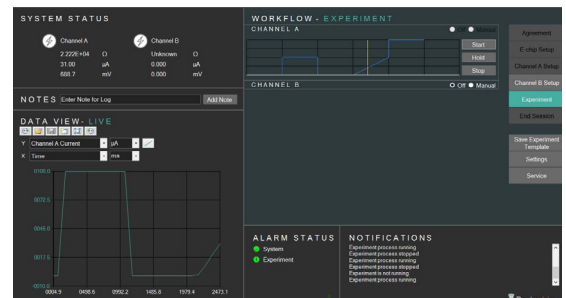 SYSTEM STATUS
Channel A
2.222E+04 Ω
31.00 µA
688.7 mV
Channel B
Unknown Ω
0.000 µA
0.000 mV
NOTES Enter Note for Log Add Note
DATA VIEW- LIVE
Y Channel A Current µA
X Time ms
0100.0
0072.5
0045.0
0017.5
-0010.0
0004.9 0498.6 0992.2 1485.8 1979.4 2473.1
WORKFLOW- EXPERIMENT
CHANNEL A Off Manual
Start
Hold
Stop
CHANNEL B Off Manual
ALARM STATUS
System
Experiment
NOTIFICATIONS
Experiment process running
Experiment process stopped
Experiment process running
Experiment process stopped
Experiment is not running
Experiment process running
Agreement
E-chip Setup
Channel A Setup
Channel B Setup
Experiment
End Session
Save Experiment
Template
Settings
Service